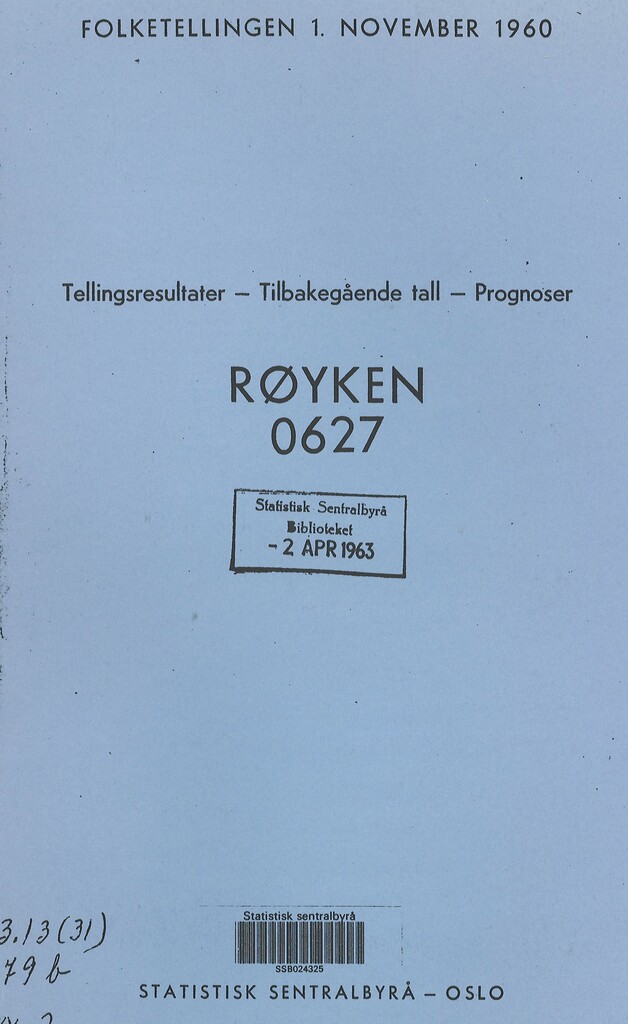 FOLKETELLINGEN 1. NOVEMBER 1960
Tellingsresultater – Tilbakegående tall – Prognoser
RØYKEN
0627
Statistisk Sentralbyrå
Biblioteket
- 2 APR 1963
3.13 (31)
79 b
Statistisk sentralbyrå
SSB024325
STATISTISK SENTRALBYRÅ – OSLO